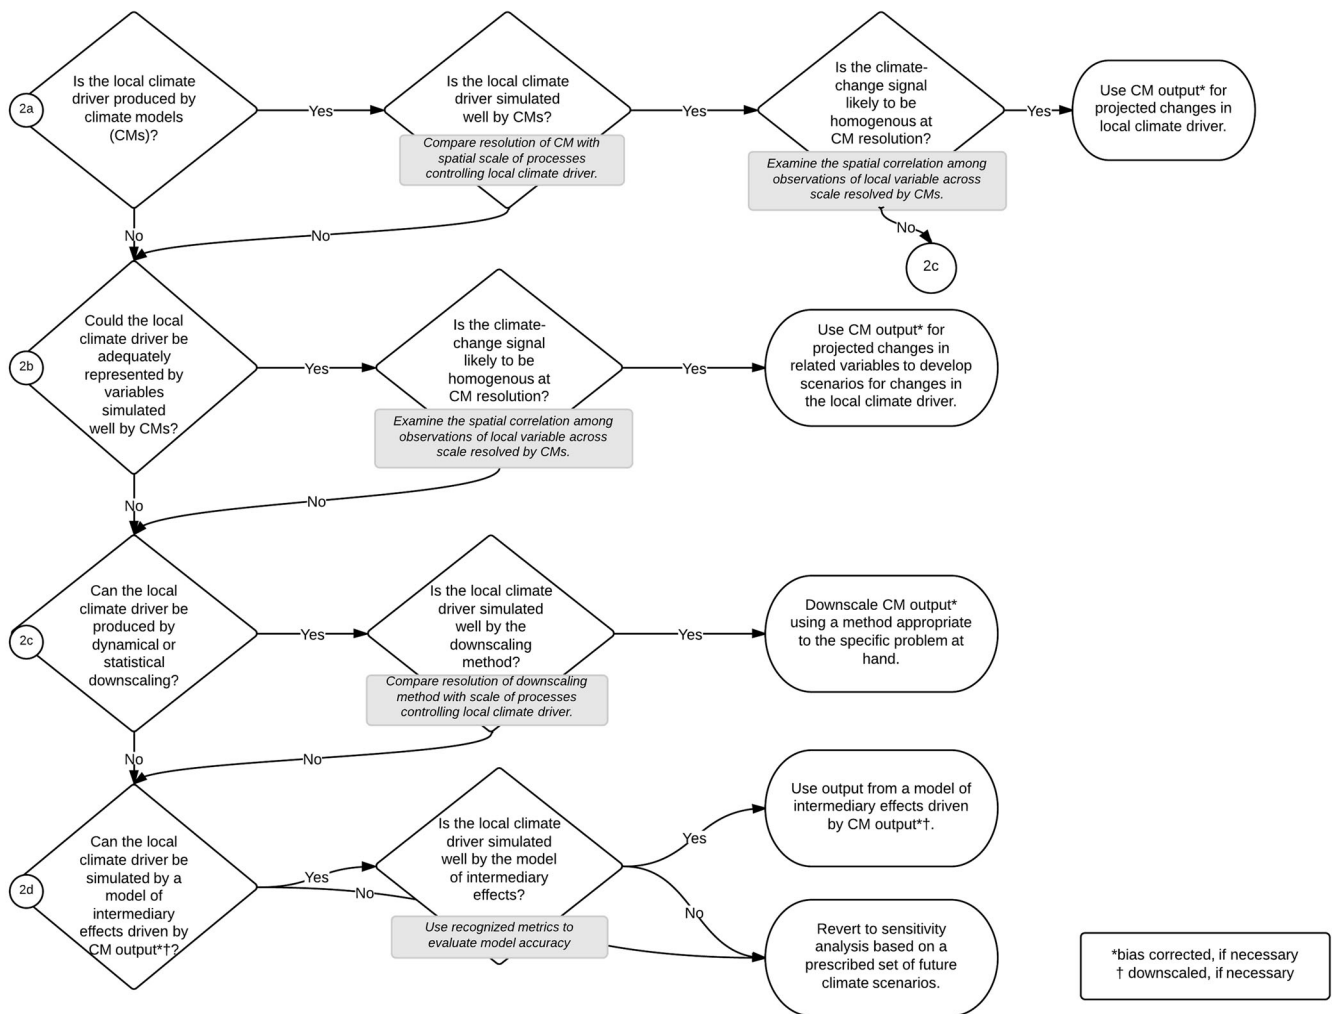 2a
Is the local climate
driver produced by
climate models
(CMs)?
Yes
Is the local climate
driver simulated
well by CMs?
Compare resolution of CM with
spatial scale of processes
controlling local climate driver.
Yes
Is the climate-
change signal
likely to be
homogenous at
CM resolution?
Examine the spatial correlation among
observations of local variable across
scale resolved by CMs.
Yes
Use CM output* for
projected changes in
local climate driver.
No
No
No
2c
2b
Could the local
climate driver be
adequately
represented by
variables
simulated
well by CMs?
Yes
Is the climate-
change signal
likely to be
homogenous at
CM resolution?
Examine the spatial correlation among
observations of local variable across
scale resolved by CMs.
Yes
Use CM output* for
projected changes in
related variables to develop
scenarios for changes in
the local climate driver.
No
No
2c
Can the local
climate driver be
produced by
dynamical or
statistical
downscaling?
Yes
Is the local climate
driver simulated
well by the
downscaling
method?
Compare resolution of downscaling
method with scale of processes
controlling local climate driver.
Yes
Downscale CM output*
using a method appropriate
to the specific problem at
hand.
No
No
2d
Can the local
climate driver be
simulated by a
model of
intermediary
effects driven by
CM output*†?
Yes
No
Is the local climate
driver simulated
well by the model
of intermediary
effects?
Use recognized metrics to
evaluate model accuracy
Yes
No
Use output from a model of
intermediary effects driven
by CM output*†.
Revert to sensitivity
analysis based on a
prescribed set of future
climate scenarios.
*bias corrected, if necessary
† downscaled, if necessary